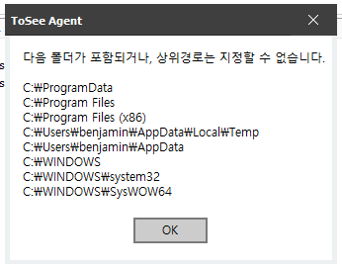 ToSee Agent
다음 폴더가 포함되거나, 상위경로는 지정할 수 없습니다.
C:₩ProgramData
C:₩Program Files
C:₩Program Files (x86)
C:₩Users₩benjamin₩AppData₩Local₩Temp
C:₩Users₩benjamin₩AppData
C:₩WINDOWS
C:₩WINDOWS₩system32
C:₩WINDOWS₩SysWOW64
OK